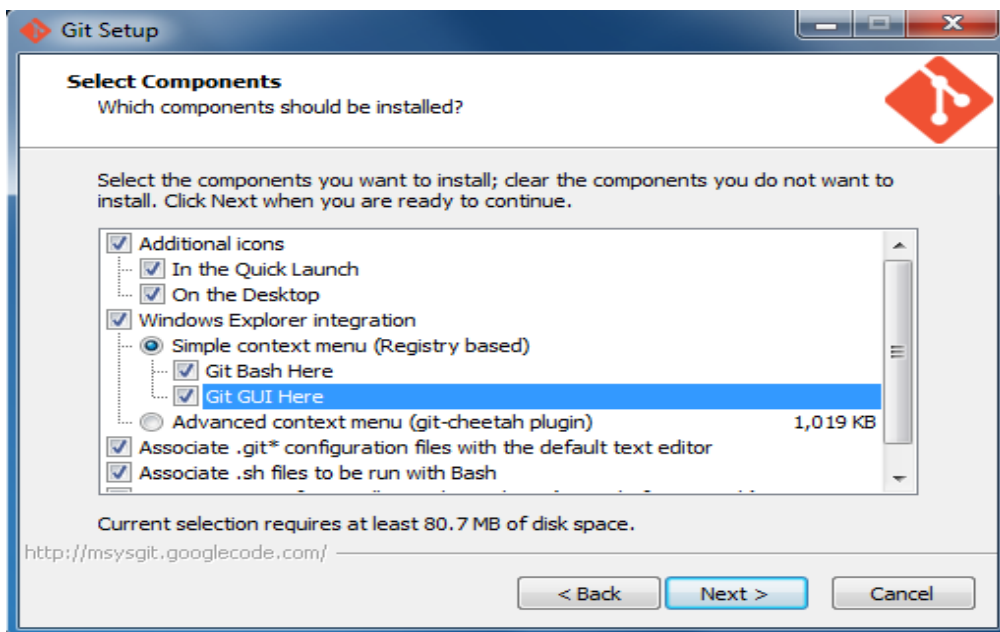 Git Setup
Select Components
Which components should be installed?
Select the components you want to install; clear the components you do not want to
install. Click Next when you are ready to continue.
Additional icons
In the Quick Launch
On the Desktop
Windows Explorer integration
Simple context menu (Registry based)
Git Bash Here
Git GUI Here
Advanced context menu (git-cheetah plugin) 1,019 KB
Associate .git* configuration files with the default text editor
Associate .sh files to be run with Bash
Current selection requires at least 80.7 MB of disk space.
http://msysgit.googlecode.com/
< Back Next > Cancel